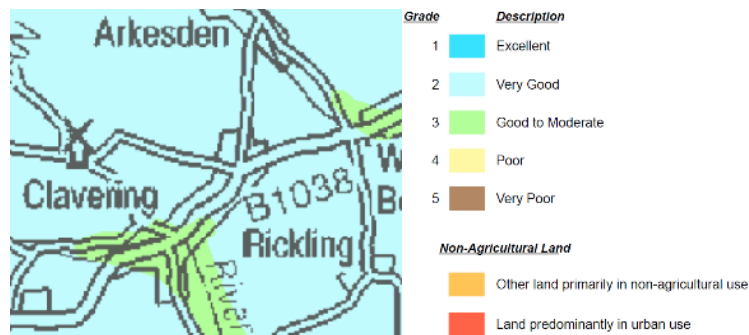 Arkesden
Clavering
B1038
W
Be
Rickling
River
Grade Description
1 Excellent
2 Very Good
3 Good to Moderate
4 Poor
5 Very Poor
Non-Agricultural Land
Other land primarily in non-agricultural use
Land predominantly in urban use